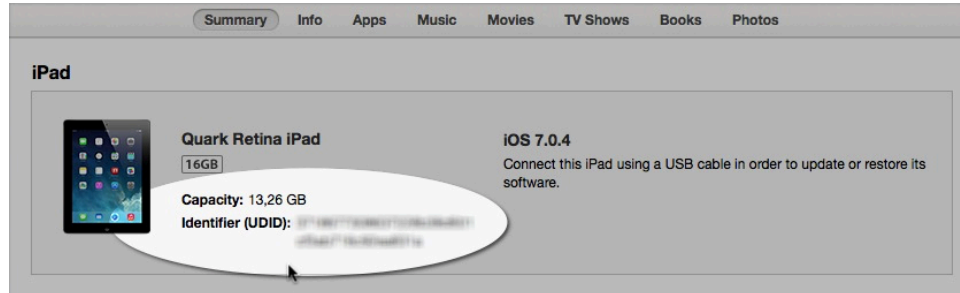 Summary Info Apps Music Movies TV Shows Books Photos
iPad
Quark Retina iPad
16GB
Capacity: 13,26 GB
Identifier (UDID):
iOS 7.0.4
Connect this iPad using a USB cable in order to update or restore its
software.